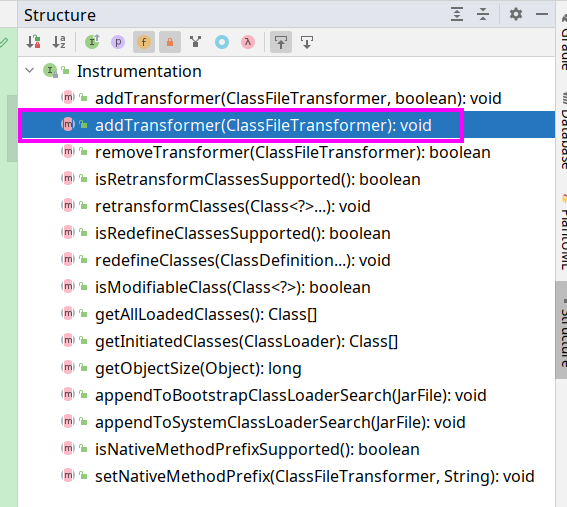 Structure
Instrumentation
addTransformer(ClassFileTransformer, boolean): void
addTransformer(ClassFileTransformer): void
removeTransformer(ClassFileTransformer): boolean
isRetransformClassesSupported(): boolean
retransformClasses(Class<?>...): void
isRedefineClassesSupported(): boolean
redefineClasses(ClassDefinition...): void
isModifiableClass(Class<?>): boolean
getAllLoadedClasses(): Class[]
getInitiatedClasses(ClassLoader): Class[]
getObjectSize(Object): long
appendToBootstrapClassLoaderSearch(JarFile): void
appendToSystemClassLoaderSearch(JarFile): void
isNativeMethodPrefixSupported(): boolean
setNativeMethodPrefix(ClassFileTransformer, String): void
Gradle
Database
PlantUML
Structure